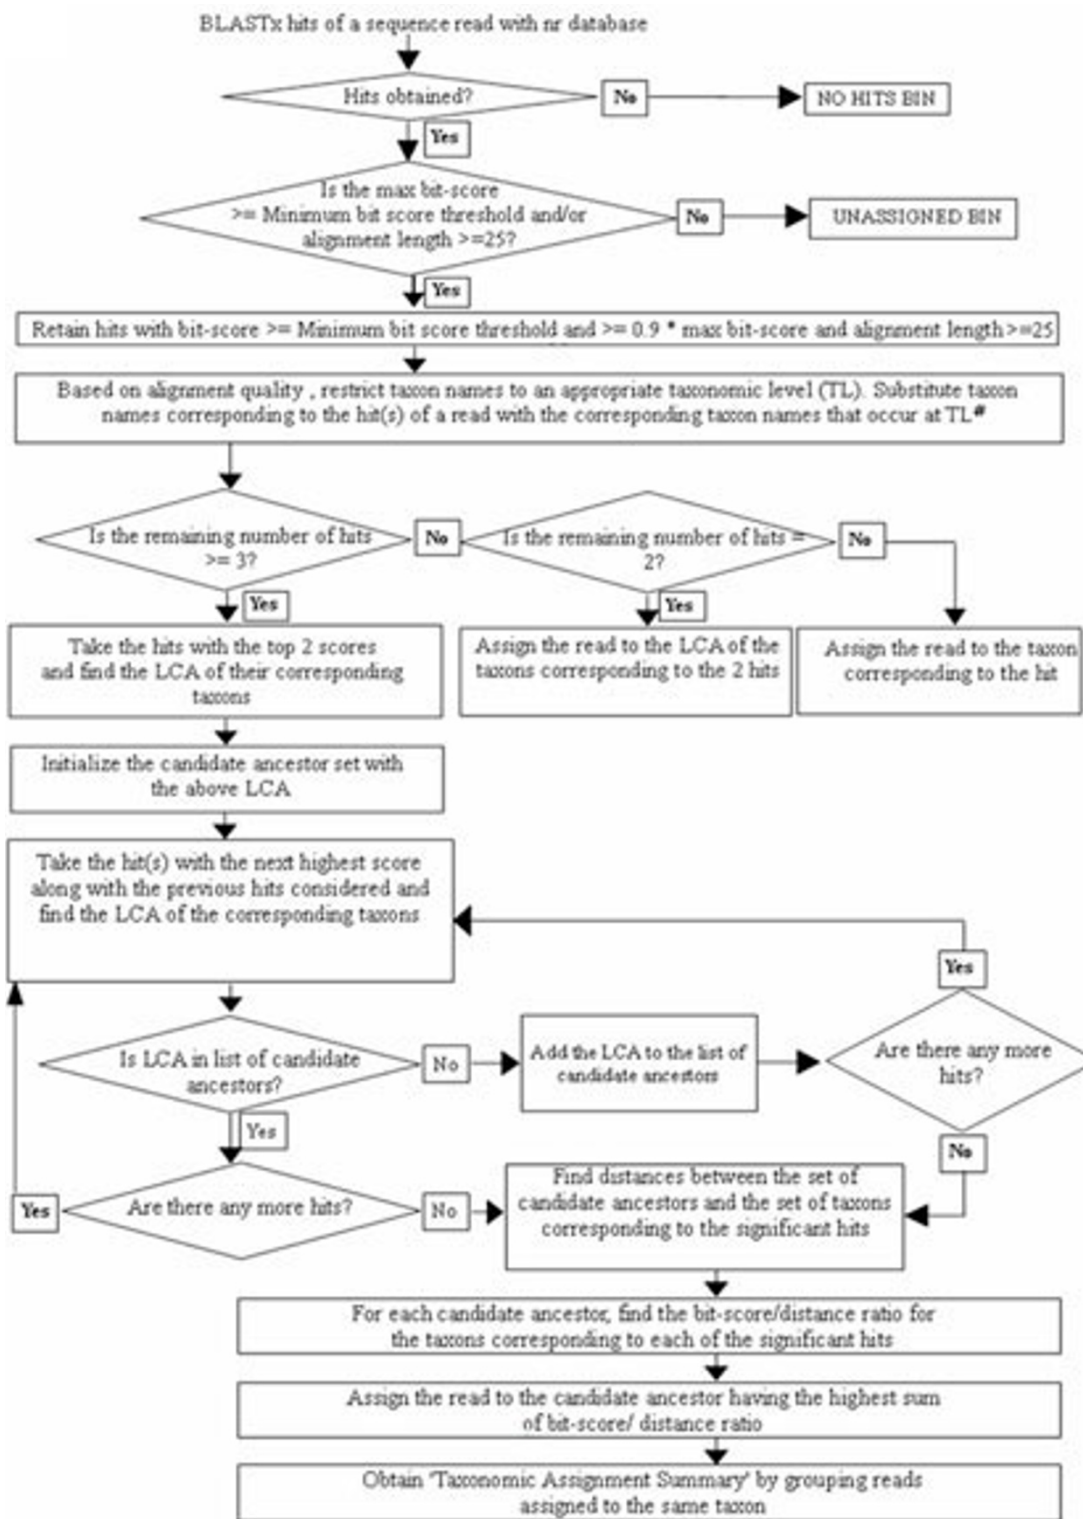 BLASTx hits of a sequence read with nr database
Hits obtained?
No
NO HITS BIN
Yes
Is the max bit-score
>= Minimum bit score threshold and/or
alignment length >=25?
No
UNASSIGNED BIN
Yes
Retain hits with bit-score >= Minimum bit score threshold and >= 0.9 * max bit-score and alignment length >=25
Based on alignment quality , restrict taxon names to an appropriate taxonomic level (TL). Substitute taxon
names corresponding to the hit(s) of a read with the corresponding taxon names that occur at TL#
Is the remaining number of hits
>= 3?
No
Is the remaining number of hits =
2?
No
Yes
Yes
Take the hits with the top 2 scores
and find the LCA of their corresponding
taxons
Assign the read to the LCA of the
taxons corresponding to the 2 hits
Assign the read to the taxon
corresponding to the hit
Initialize the candidate ancestor set with
the above LCA
Take the hit(s) with the next highest score
along with the previous hits considered and
find the LCA of the corresponding taxons
Yes
Is LCA in list of candidate
ancestors?
No
Add the LCA to the list of
candidate ancestors
Are there any more
hits?
Yes
No
Yes
Are there any more hits?
No
Find distances between the set of
candidate ancestors and the set of taxons
corresponding to the significant hits
For each candidate ancestor, find the bit-score/distance ratio for
the taxons corresponding to each of the significant hits
Assign the read to the candidate ancestor having the highest sum
of bit-score/ distance ratio
Obtain 'Taxonomic Assignment Summary' by grouping reads
assigned to the same taxon